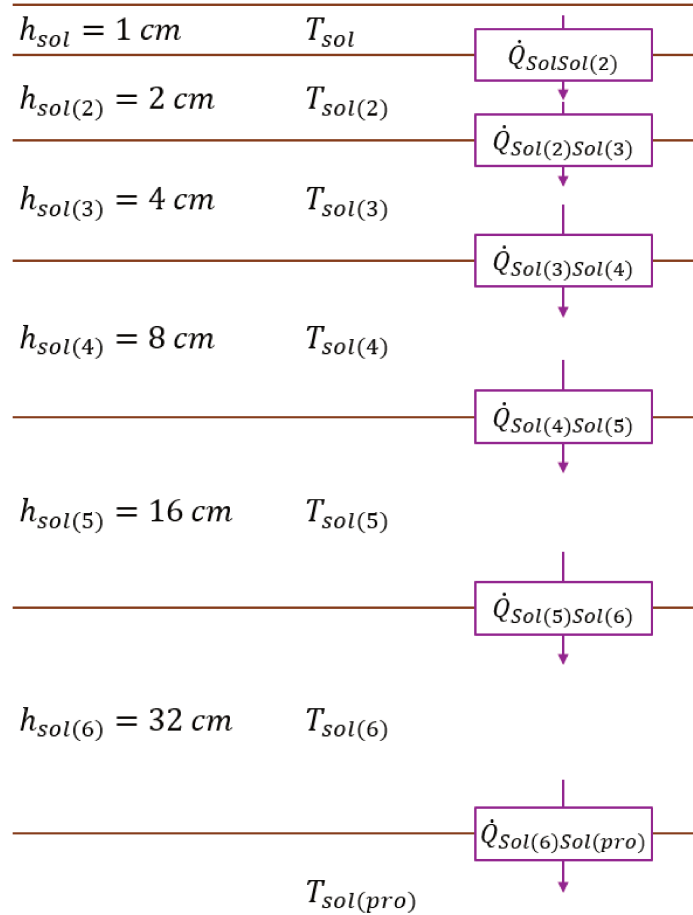 h_sol = 1 cm T_sol
Q̇_SolSol(2)
h_sol(2) = 2 cm T_sol(2)
Q̇_Sol(2)Sol(3)
h_sol(3) = 4 cm T_sol(3)
Q̇_Sol(3)Sol(4)
h_sol(4) = 8 cm T_sol(4)
Q̇_Sol(4)Sol(5)
h_sol(5) = 16 cm T_sol(5)
Q̇_Sol(5)Sol(6)
h_sol(6) = 32 cm T_sol(6)
Q̇_Sol(6)Sol(pro)
T_sol(pro)